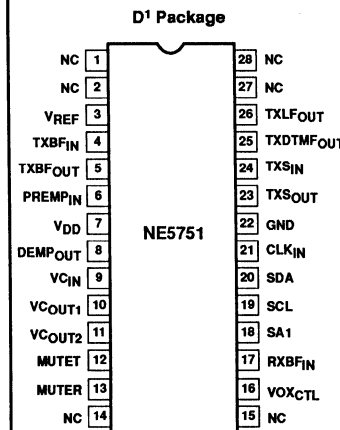 D¹ Package
NC 1 28 NC
NC 2 27 NC
VREF 3 26 TXLFOUT
TXBFIN 4 25 TXDTMFOUT
TXBFOUT 5 24 TXSIN
PREMPIN 6 23 TXSOUT
VDD 7 22 GND
NE5751
DEMPOUT 8 21 CLKIN
VCIN 9 20 SDA
VCOUT1 10 19 SCL
VCOUT2 11 18 SA1
MUTET 12 17 RXBFIN
MUTER 13 16 VOXCTL
NC 14 15 NC